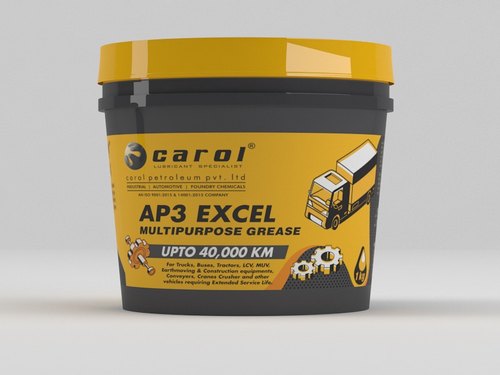 carol®
LUBRICANT SPECIALIST
carol petroleum pvt. ltd
INDUSTRIAL | AUTOMOTIVE | FOUNDRY CHEMICALS
AN ISO 9001:2015 & 14001:2015 COMPANY
AP3 EXCEL
MULTIPURPOSE GREASE
UPTO 40,000 KM
For Trucks, Buses, Tractors, LCV, MUV,
Earthmoving & Construction equipments,
Conveyors, Cranes Crusher and other
vehicles requiring Extended Service Life.